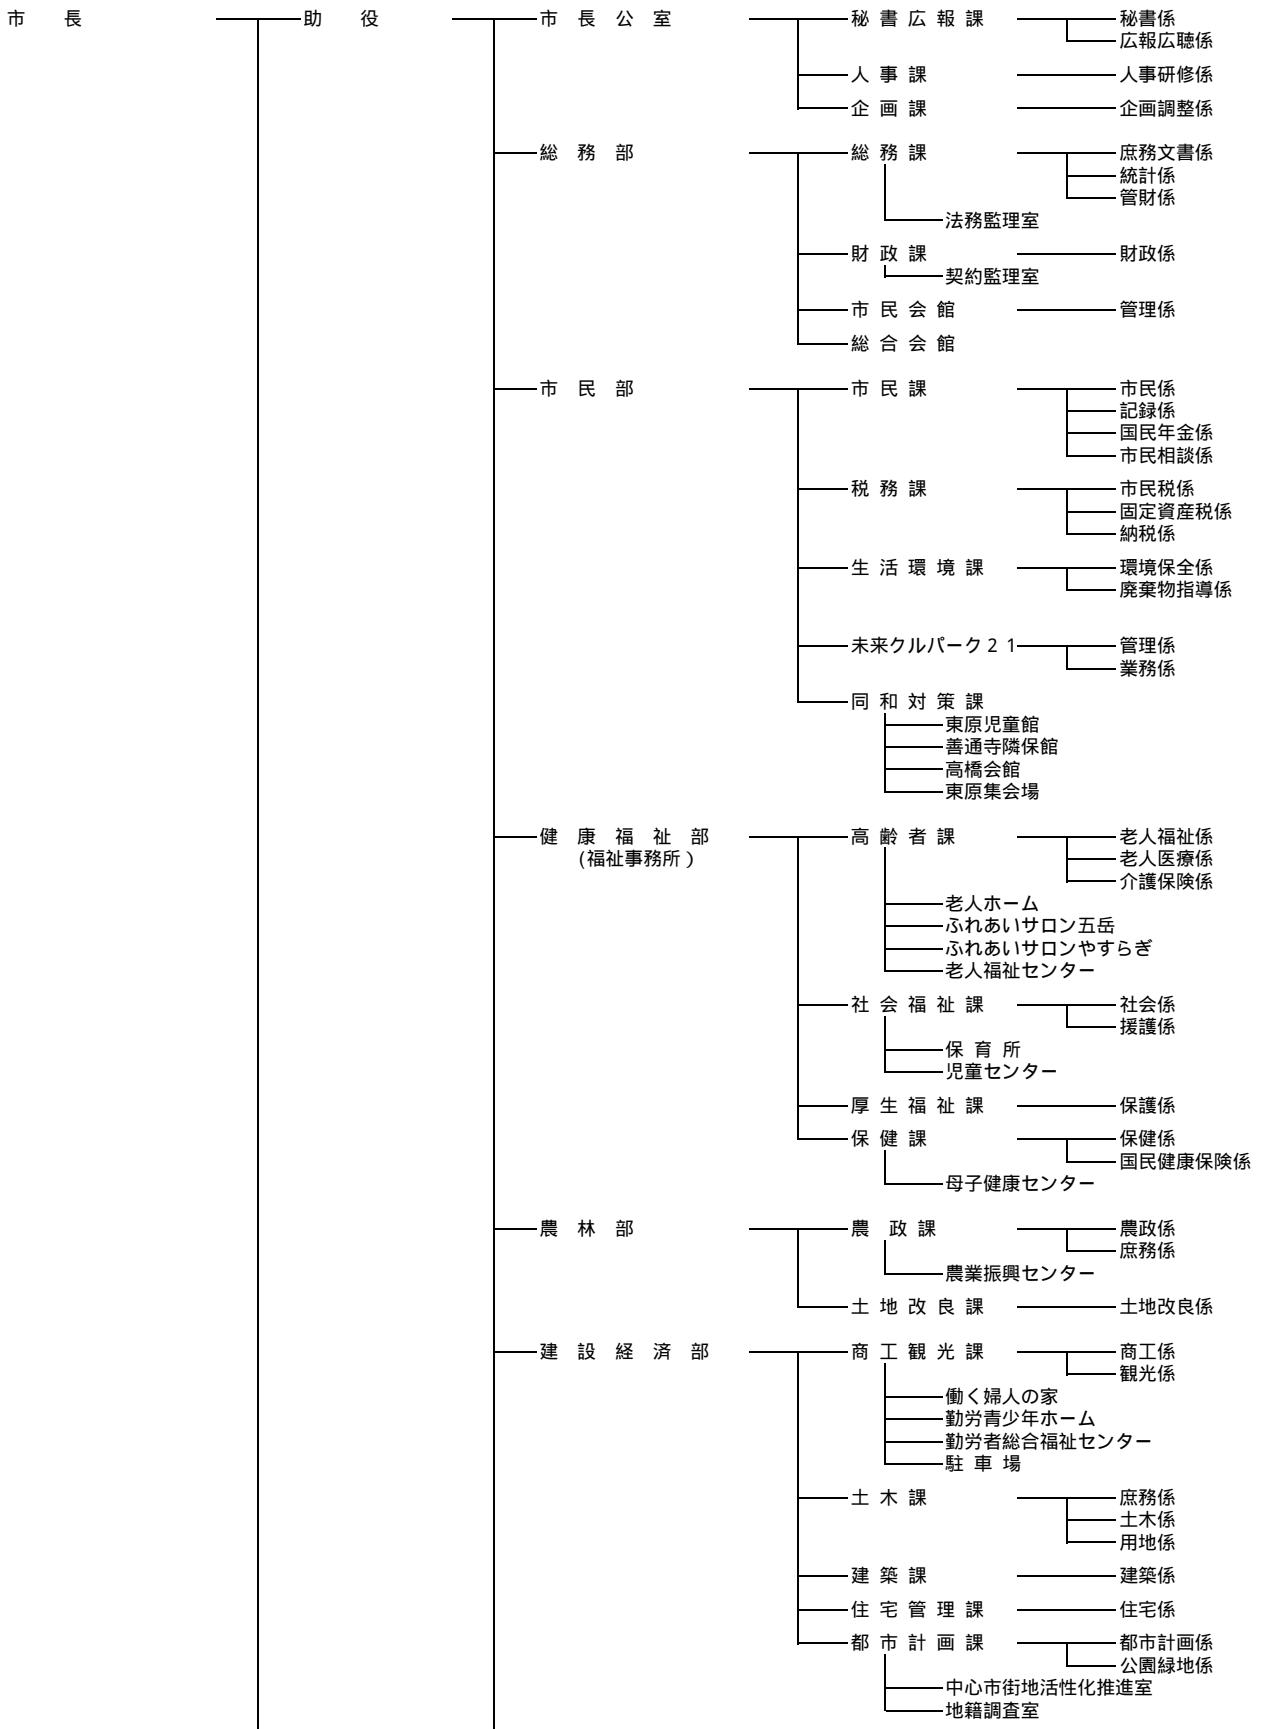 市　長　助　役　市 長 公 室　秘 書 広 報 課　秘書係
広報広聴係
人 事 課　人事研修係
企 画 課　企画調整係
総 務 部　総 務 課　庶務文書係
統計係
管財係
法務監理室
財 政 課　財政係
契約監理室
市 民 会 館　管理係
総 合 会 館
市 民 部　市 民 課　市民係
記録係
国民年金係
市民相談係
税 務 課　市民税係
固定資産税係
納税係
生 活 環 境 課　環境保全係
廃棄物指導係
未来クルパーク２１　管理係
業務係
同 和 対 策 課
東原児童館
善通寺隣保館
高橋会館
東原集会場
健 康 福 祉 部　高 齢 者 課　老人福祉係
(福祉事務所）　老人医療係
介護保険係
老人ホーム
ふれあいサロン五岳
ふれあいサロンやすらぎ
老人福祉センター
社 会 福 祉 課　社会係
援護係
保 育 所
児童センター
厚 生 福 祉 課　保護係
保 健 課　保健係
国民健康保険係
母子健康センター
農 林 部　農 政 課　農政係
庶務係
農業振興センター
土 地 改 良 課　土地改良係
建 設 経 済 部　商 工 観 光 課　商工係
観光係
働く婦人の家
勤労青少年ホーム
勤労者総合福祉センター
駐 車 場
土 木 課　庶務係
土木係
用地係
建 築 課　建築係
住 宅 管 理 課　住宅係
都 市 計 画 課　都市計画係
公園緑地係
中心市街地活性化推進室
地籍調査室